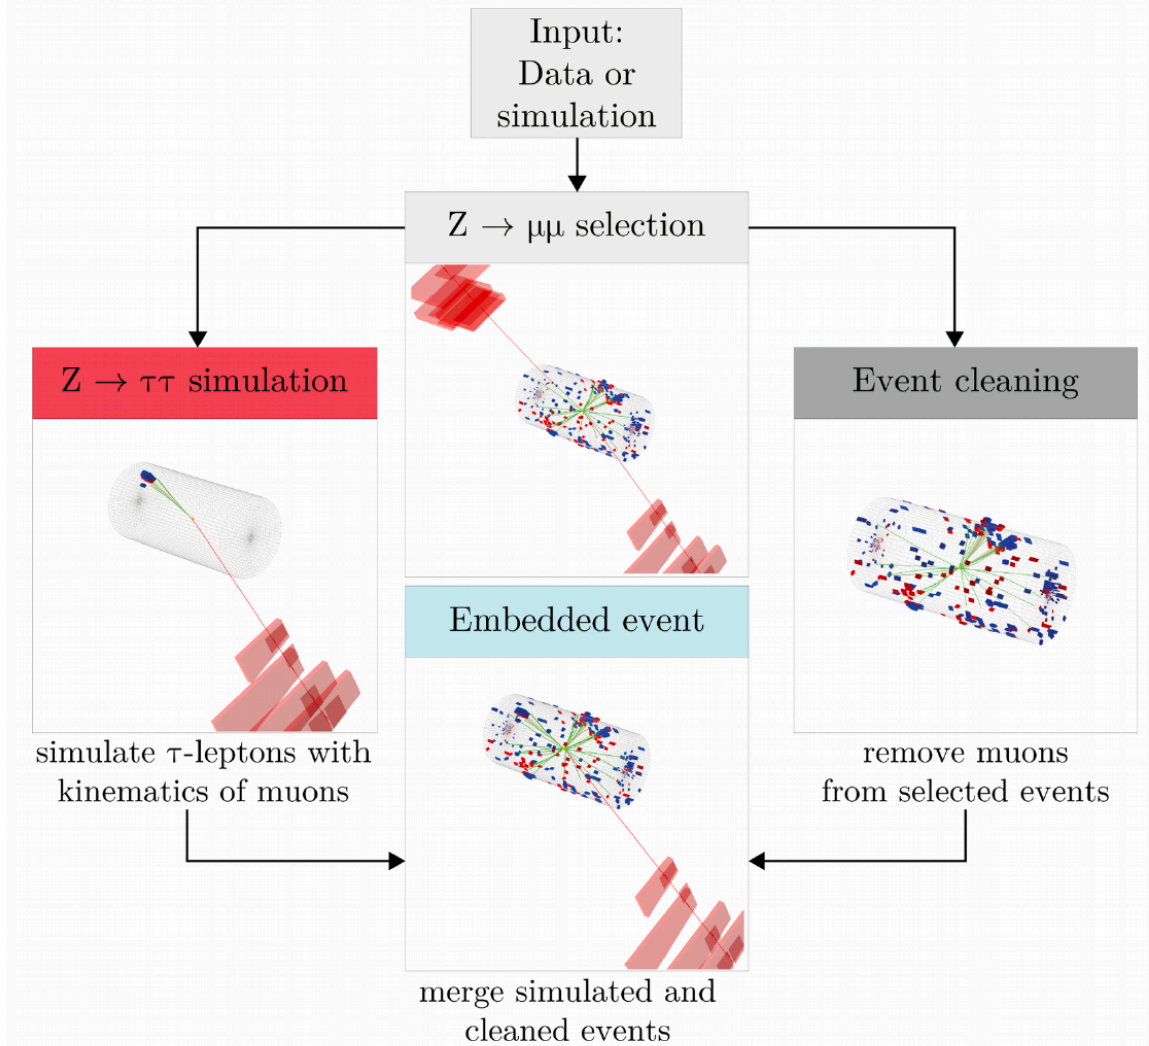 Input:
Data or
simulation
Z → μμ selection
Z → ττ simulation
Event cleaning
Embedded event
simulate τ-leptons with
kinematics of muons
remove muons
from selected events
merge simulated and
cleaned events